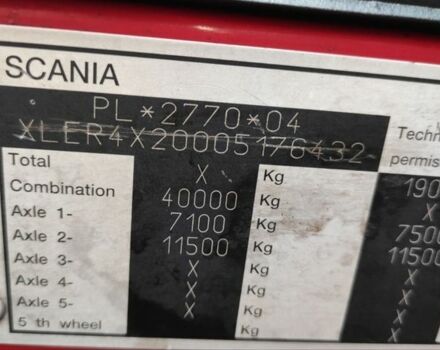 SCANIA
PL*2770*04
XLER4X20005176432
Techn
permis
Total X Kg 190
Combination 40000 Kg X
Axle 1- 7100 Kg 7500
Axle 2- 11500 Kg 11500
Axle 3- X Kg X
Axle 4- X Kg X
Axle 5- X Kg X
5 th wheel X Kg